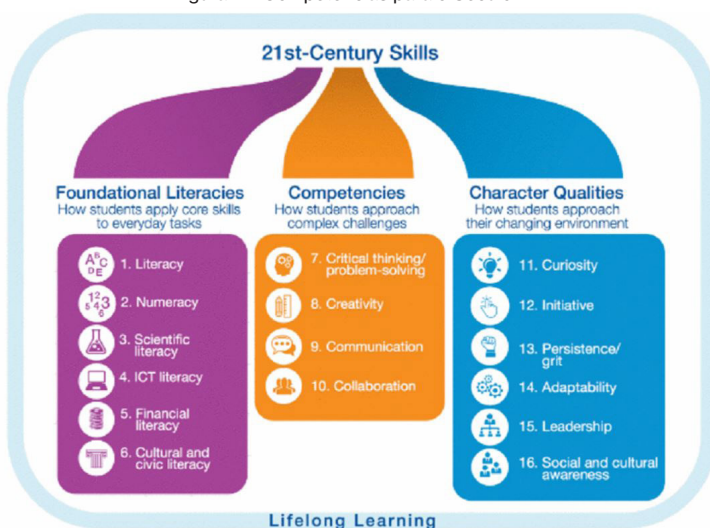 21st-Century Skills
Foundational Literacies
How students apply core skills
to everyday tasks
1. Literacy
2. Numeracy
3. Scientific
literacy
4. ICT literacy
5. Financial
literacy
6. Cultural and
civic literacy
Competencies
How students approach
complex challenges
7. Critical thinking/
problem-solving
8. Creativity
9. Communication
10. Collaboration
Character Qualities
How students approach
their changing environment
11. Curiosity
12. Initiative
13. Persistence/
grit
14. Adaptability
15. Leadership
16. Social and cultural
awareness
Lifelong Learning